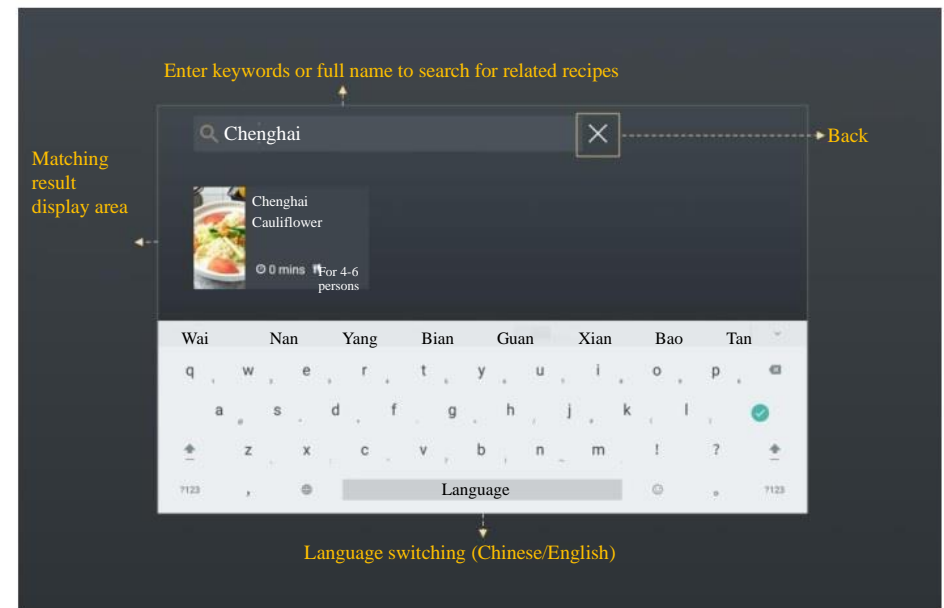 Enter keywords or full name to search for related recipes
Chenghai
Back
Matching
result
display area
Chenghai
Cauliflower
0 mins
For 4-6
persons
Wai Nan Yang Bian Guan Xian Bao Tan
q w e r t y u i o p
a s d f g h j k l
z x c v b n m ! ?
?123 , Language 。 ?123
Language switching (Chinese/English)